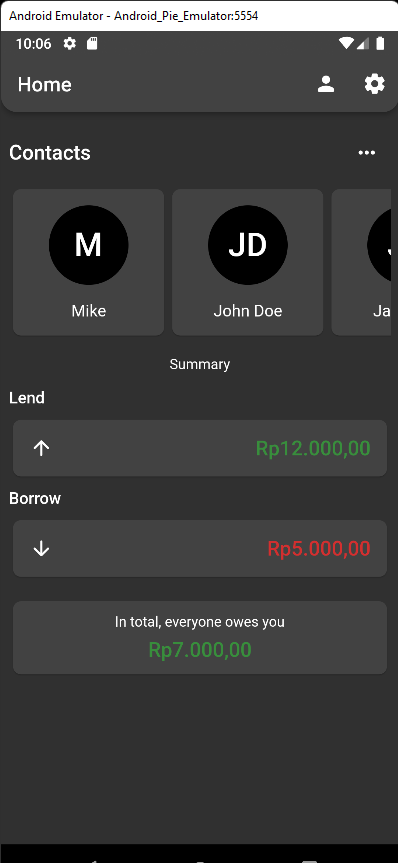 Android Emulator - Android_Pie_Emulator:5554
10:06
Home
Contacts
M
JD
Mike
John Doe
Ja
Summary
Lend
Rp12.000,00
Borrow
Rp5.000,00
In total, everyone owes you
Rp7.000,00